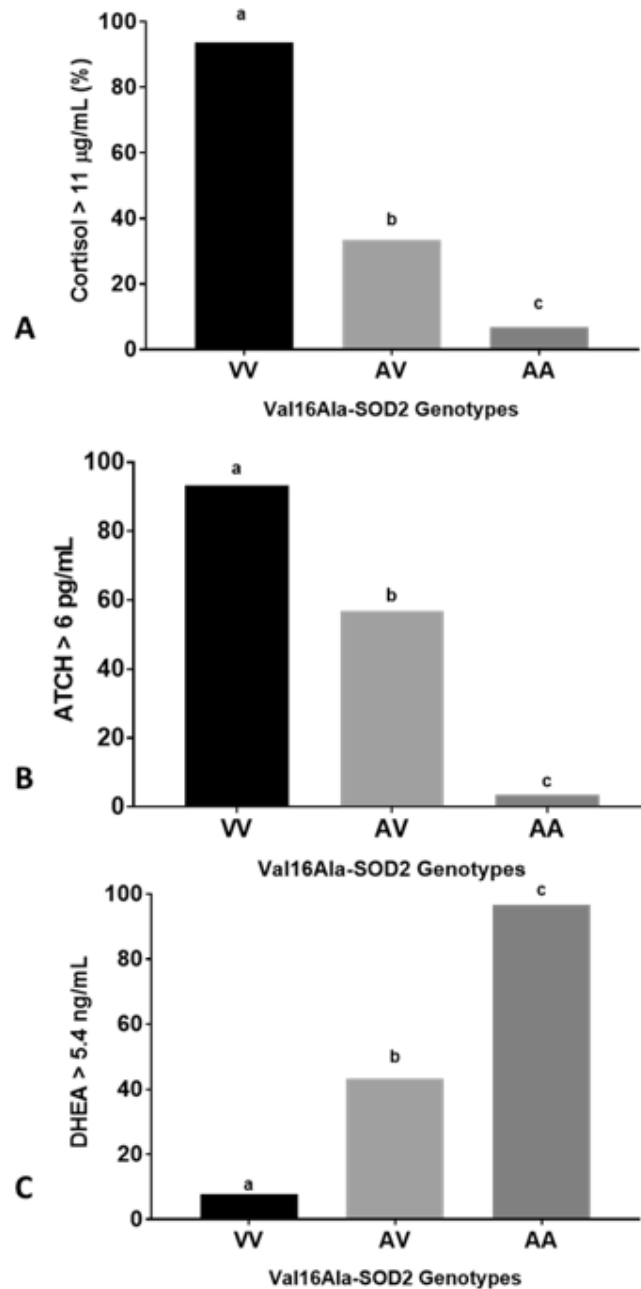 Cortisol > 11 μg/mL (%)
100
80
60
40
20
0
a
b
c
VV AV AA
Val16Ala-SOD2 Genotypes
A
ATCH > 6 pg/mL
100
80
60
40
20
0
a
b
c
VV AV AA
Val16Ala-SOD2 Genotypes
B
DHEA > 5.4 ng/mL
100
80
60
40
20
0
a
b
c
VV AV AA
Val16Ala-SOD2 Genotypes
C